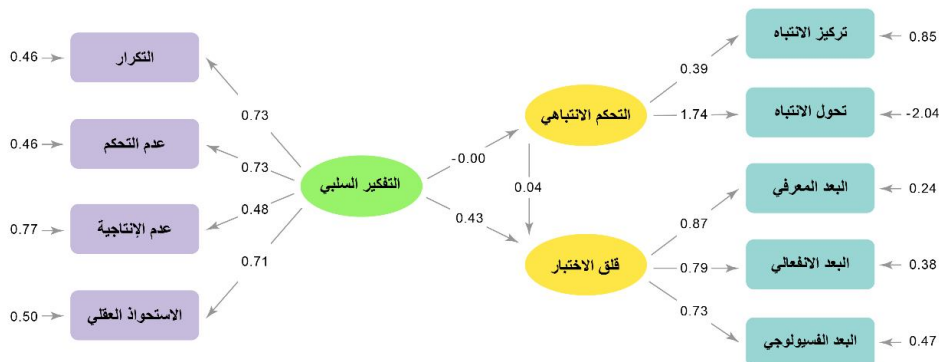 0.46
التكرار
0.73
0.46
عدم التحكم
0.73
0.77
عدم الإنتاجية
0.48
0.50
الاستحواذ العقلي
0.71
التفكير السلبي
-0.00
0.43
التحكم الانتباهي
0.04
قلق الاختبار
0.39
تركيز الانتباه
0.85
1.74
تحول الانتباه
-2.04
0.87
البعد المعرفي
0.24
0.79
البعد الانفعالي
0.38
0.73
البعد الفسيولوجي
0.47